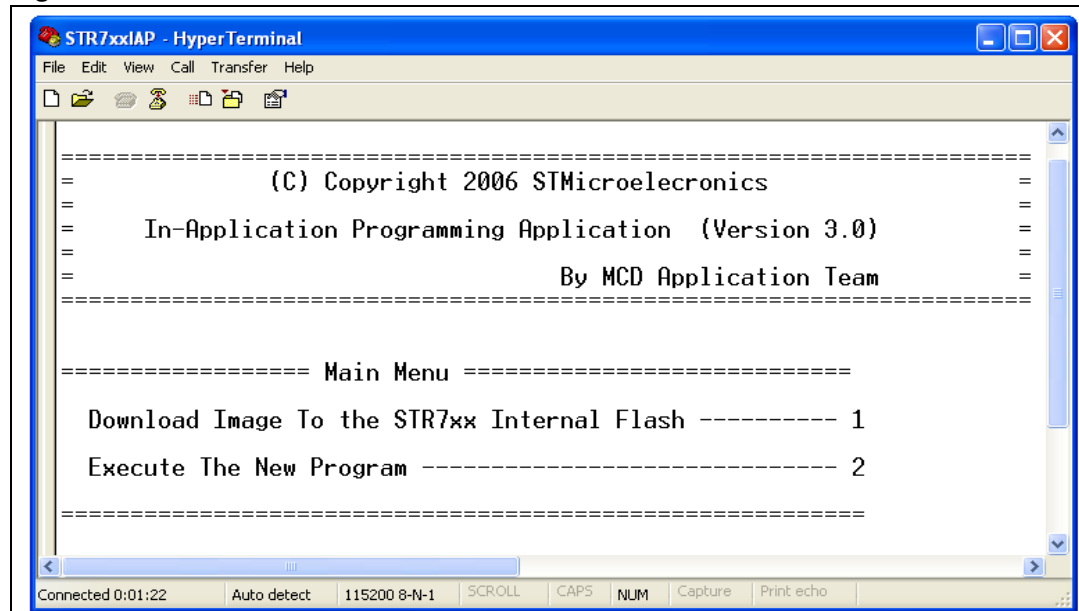 STR7xxIAP - HyperTerminal
File Edit View Call Transfer Help
======================================================================
= (C) Copyright 2006 STMicroelecronics =
= =
= In-Application Programming Application (Version 3.0) =
= =
= By MCD Application Team =
======================================================================
================== Main Menu ============================
Download Image To the STR7xx Internal Flash ---------- 1
Execute The New Program ------------------------------ 2
==========================================================
Connected 0:01:22 Auto detect 115200 8-N-1 SCROLL CAPS NUM Capture Print echo